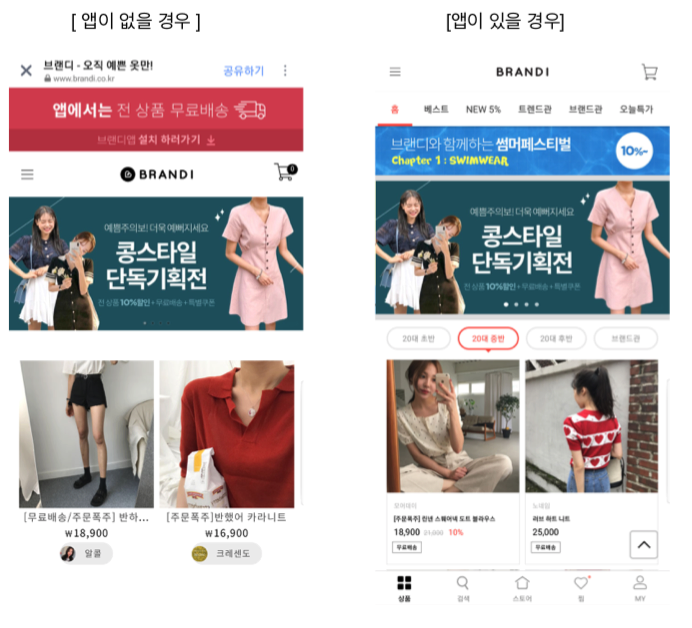 [ 앱이 없을 경우 ]
[앱이 있을 경우]
브랜디 - 오직 예쁜 옷만!
www.brandi.co.kr
공유하기
앱에서는 전 상품 무료배송
브랜디앱 설치 하러가기
BRANDI
0
예쁨주의보! 더욱 예뻐지세요
콩스타일
단독기획전
전 상품 10%할인 + 무료배송 + 특별쿠폰
[무료배송/주문폭주] 반하...
₩18,900
알콜
[주문폭주]반했어 카라니트
₩16,900
크레센도
BRANDI
홈
베스트
NEW 5%
트렌드관
브랜드관
오늘특가
브랜디와 함께하는 썸머페스티벌
Chapter 1 : SWIMWEAR
10%~
예쁨주의보! 더욱 예뻐지세요
콩스타일
단독기획전
전 상품 10%할인 + 무료배송 + 특별쿠폰
20대 초반
20대 중반
20대 후반
브랜드관
모어데이
[주문폭주] 린넨 스퀘어넥 도트 블라우스
18,900 21,000 10%
무료배송
노데일
러브 하트 니트
25,000
무료배송
상품
검색
스토어
찜
MY